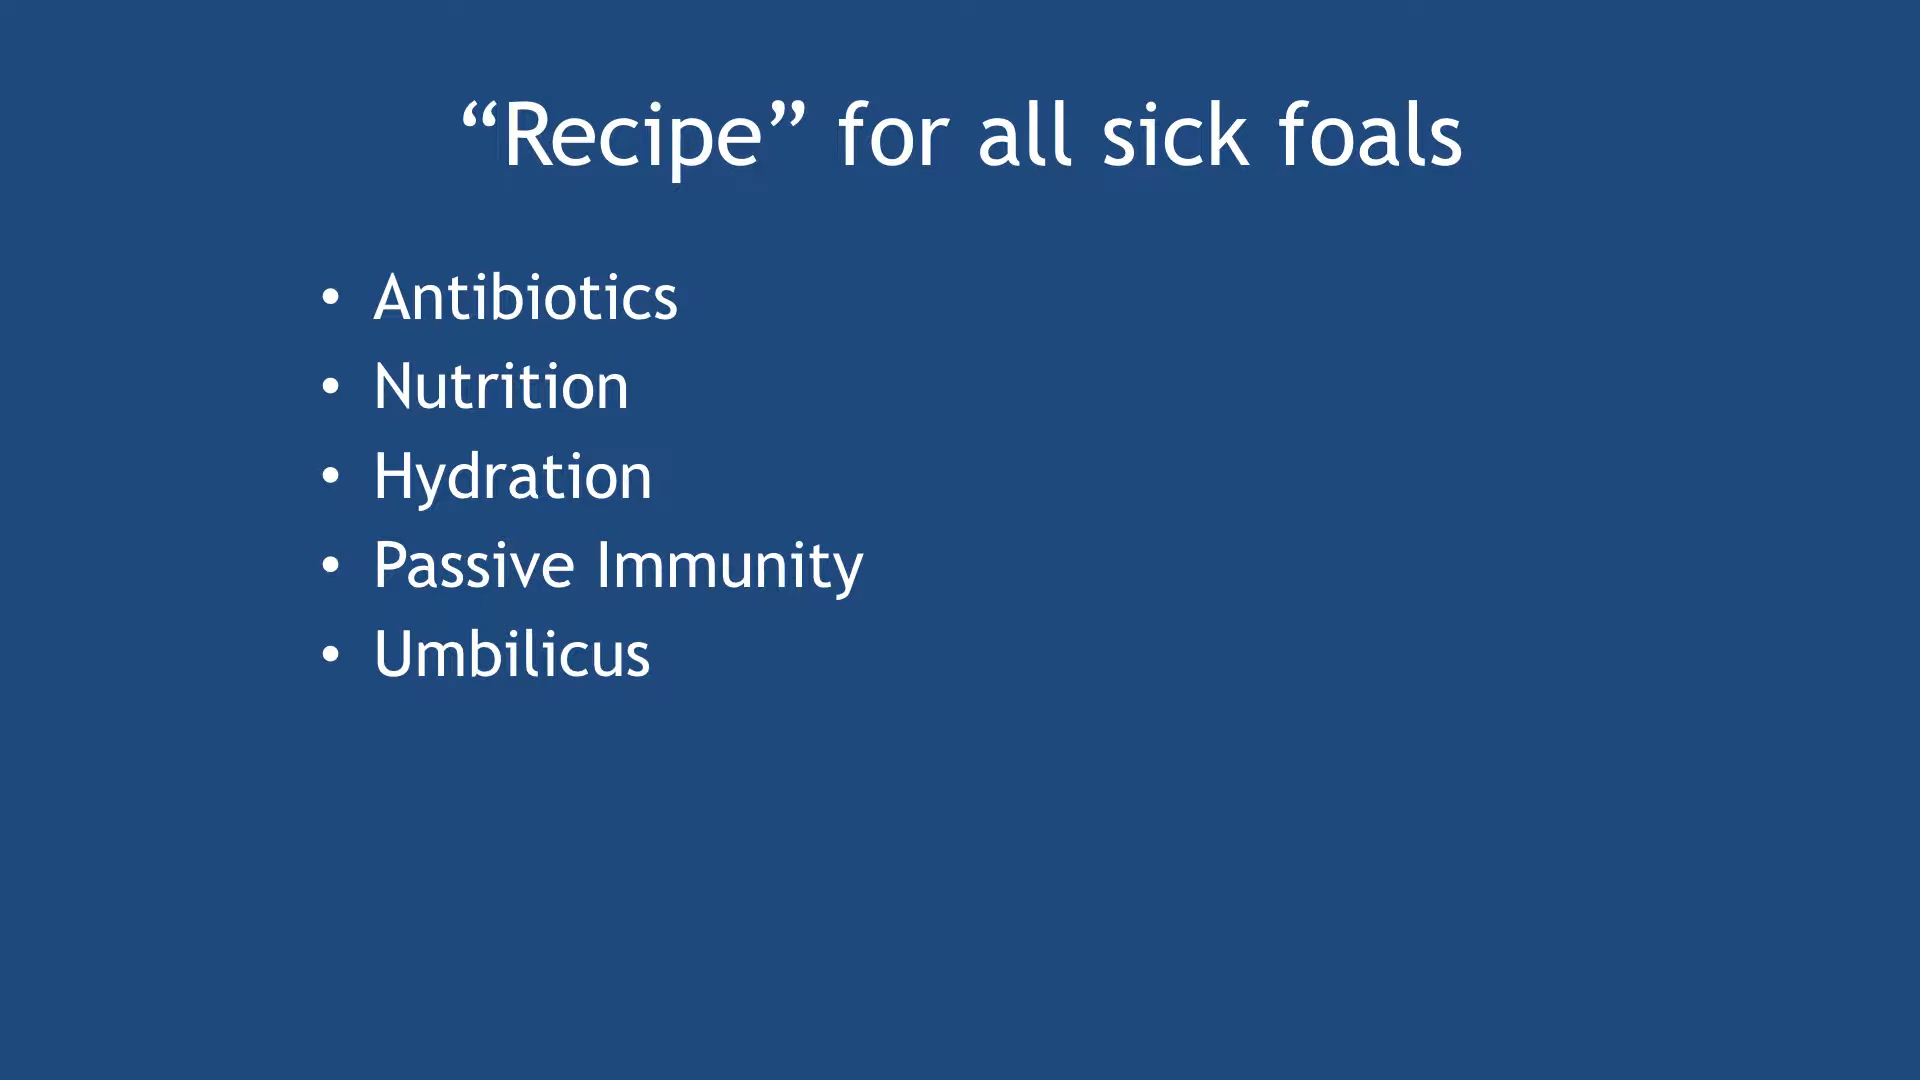 “Recipe” for all sick foals
• Antibiotics
• Nutrition
• Hydration
• Passive Immunity
• Umbilicus